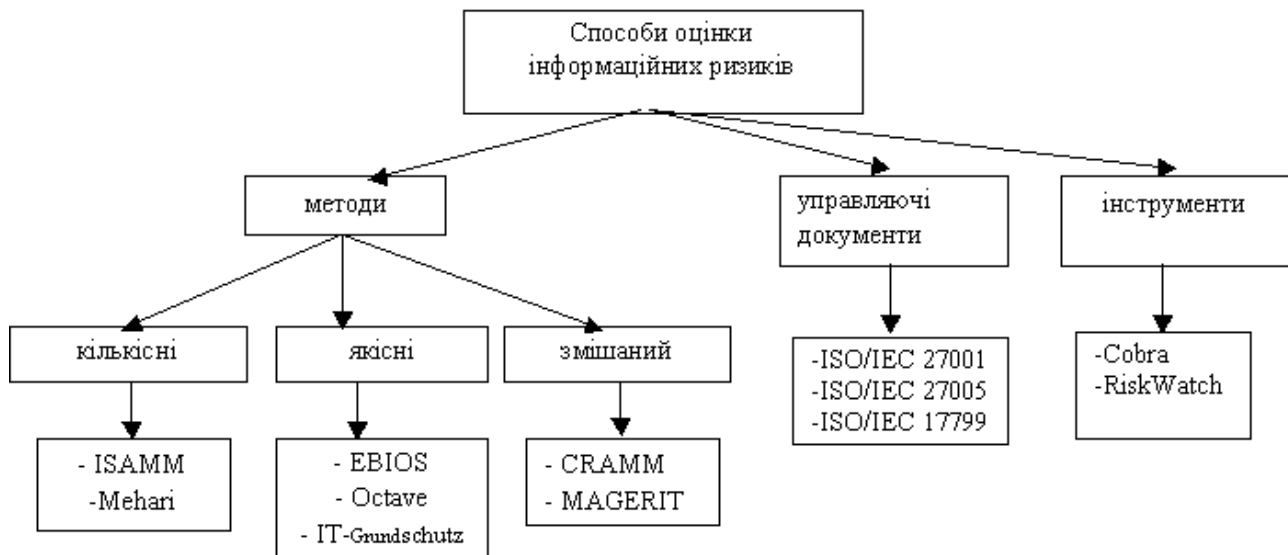 Способи оцінки
інформаційних ризиків
методи
управляючі
документи
інструменти
кількісні
якісні
змішаний
-ISO/IEC 27001
-ISO/IEC 27005
-ISO/IEC 17799
-Cobra
-RiskWatch
- ISAMM
-Mehari
- EBIOS
- Octave
- IT-Grundschutz
- CRAMM
- MAGERIT